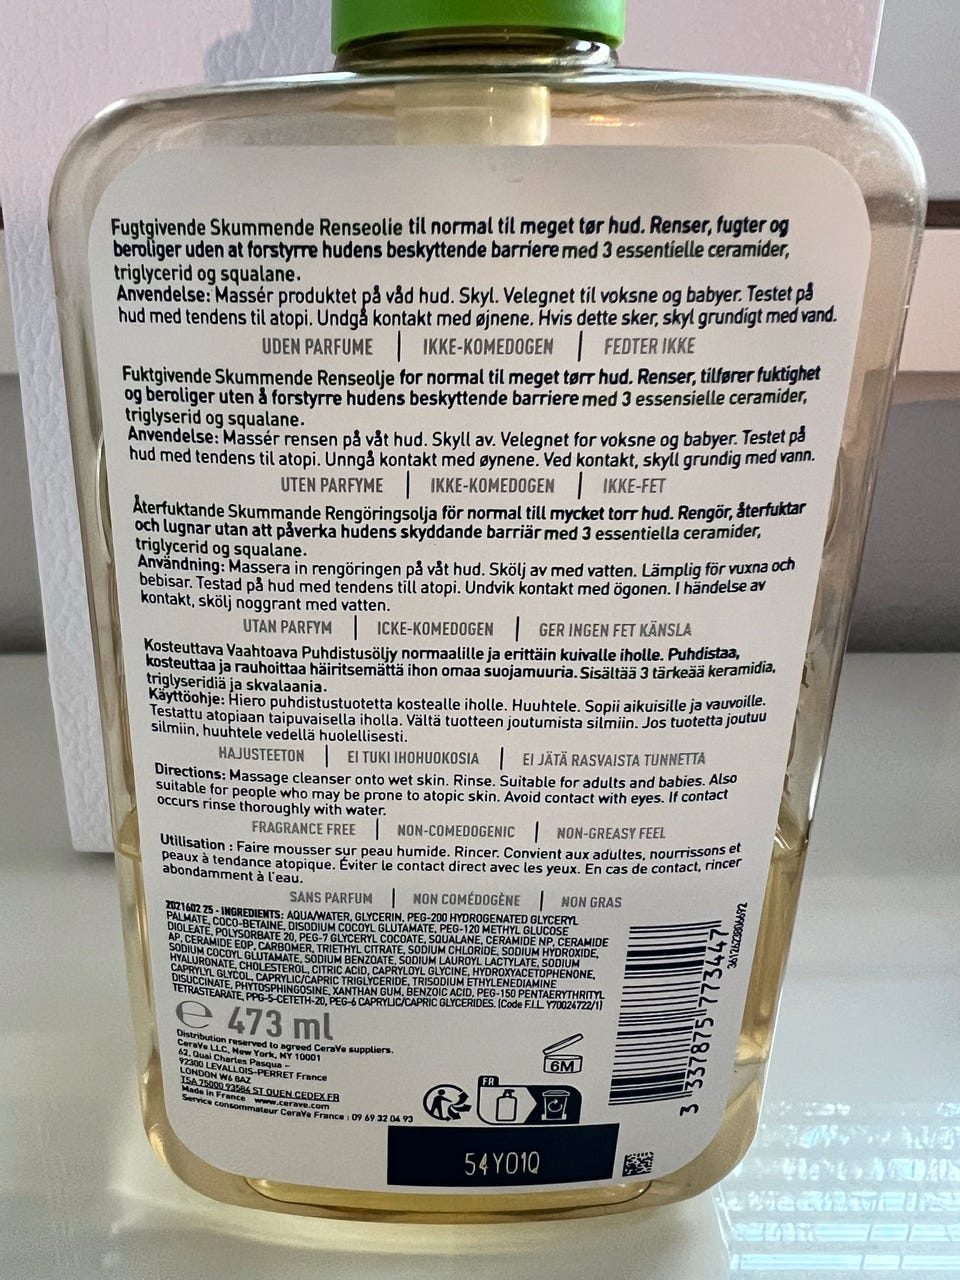 Fugtgivende Skummende Renseolie til normal til meget tør hud. Renser, fugter og
beroliger uden at forstyrre hudens beskyttende barriere med 3 essentielle ceramider,
triglycerid og squalane.
Anvendelse: Massér produktet på våd hud. Skyl. Velegnet til voksne og babyer. Testet på
hud med tendens til atopi. Undgå kontakt med øjnene. Hvis dette sker, skyl grundigt med vand.
UDEN PARFUME | IKKE-KOMEDOGEN | FEDTER IKKE
Fuktgivende Skummende Renseolje for normal til meget tørr hud. Renser, tilfører fuktighet
og beroliger uten å forstyrre hudens beskyttende barriere med 3 essensielle ceramider,
triglyserid og squalane.
Anvendelse: Massér rensen på våt hud. Skyll av. Velegnet for voksne og babyer. Testet på
hud med tendens til atopi. Unngå kontakt med øynene. Ved kontakt, skyll grundig med vann.
UTEN PARFYME | IKKE-KOMEDOGEN | IKKE-FET
Återfuktande Skummande Rengöringsolja för normal till mycket torr hud. Rengör, återfuktar
och lugnar utan att påverka hudens skyddande barriär med 3 essentiella ceramider,
triglycerid og squalane.
Användning: Massera in rengöringen på våt hud. Skölj av med vatten. Lämplig för vuxna och
bebisar. Testad på hud med tendens till atopi. Undvik kontakt med ögonen. I händelse av
kontakt, skölj noggrant med vatten.
UTAN PARFYM | ICKE-KOMEDOGEN | GER INGEN FET KÄNSLA
Kosteuttava Vaahtoava Puhdistusöljy normaalille ja erittäin kuivalle iholle. Puhdistaa,
kosteuttaa ja rauhoittaa häiritsemättä ihon omaa suojamuuria. Sisältää 3 tärkeää keramidia,
triglyseridiä ja skvalaania.
Käyttöohje: Hiero puhdistustuotetta kostealle iholle. Huuhtele. Sopii aikuisille ja vauvoille.
Testattu atopiaan taipuvaisella iholla. Vältä tuotteen joutumista silmiin. Jos tuotetta joutuu
silmiin, huuhtele vedellä huolellisesti.
HAJUSTEETON | EI TUKI IHOHUOKOSIA | EI JÄTÄ RASVAISTA TUNNETTA
Directions: Massage cleanser onto wet skin. Rinse. Suitable for adults and babies. Also
suitable for people who may be prone to atopic skin. Avoid contact with eyes. If contact
occurs rinse thoroughly with water.
FRAGRANCE FREE | NON-COMEDOGENIC | NON-GREASY FEEL
Utilisation : Faire mousser sur peau humide. Rincer. Convient aux adultes, nourrissons et
peaux à tendance atopique. Éviter le contact direct avec les yeux. En cas de contact, rincer
abondamment à l'eau.
SANS PARFUM | NON COMÉDOGÈNE | NON GRAS
2021602 25 - INGREDIENTS: AQUA/WATER, GLYCERIN, PEG-200 HYDROGENATED GLYCERYL
PALMATE, COCO-BETAINE, DISODIUM COCOYL GLUTAMATE, PEG-120 METHYL GLUCOSE
DIOLEATE, POLYSORBATE 20, PEG-7 GLYCERYL COCOATE, SQUALANE, CERAMIDE NP, CERAMIDE
AP, CERAMIDE EOP, CARBOMER, TRIETHYL CITRATE, SODIUM CHLORIDE, SODIUM HYDROXIDE,
SODIUM COCOYL GLUTAMATE, SODIUM BENZOATE, SODIUM LAUROYL LACTYLATE, SODIUM
HYALURONATE, CHOLESTEROL, CITRIC ACID, CAPRYLOYL GLYCINE, HYDROXYACETOPHENONE,
CAPRYLYL GLYCOL, CAPRYLIC/CAPRIC TRIGLYCERIDE, TRISODIUM ETHYLENEDIAMINE
DISUCCINATE, PHYTOSPHINGOSINE, XANTHAN GUM, BENZOIC ACID, PEG-150 PENTAERYTHRITYL
TETRASTEARATE, PPG-5-CETETH-20, PEG-6 CAPRYLIC/CAPRIC GLYCERIDES. (Code F.I.L. Y70024722/1)
℮ 473 ml
Distribution reserved to agreed CeraVe suppliers.
CeraVe LLC, New York, NY 10001
62, Quai Charles Pasqua -
92300 LEVALLOIS-PERRET France
LONDON W6 8AZ
TSA 75000 93584 ST OUEN CEDEX FR
Made in France www.cerave.com
Service consommateur CeraVe France : 09 69 32 04 93
6M
FR
3 337875 773447
3612623806692
54Y01Q